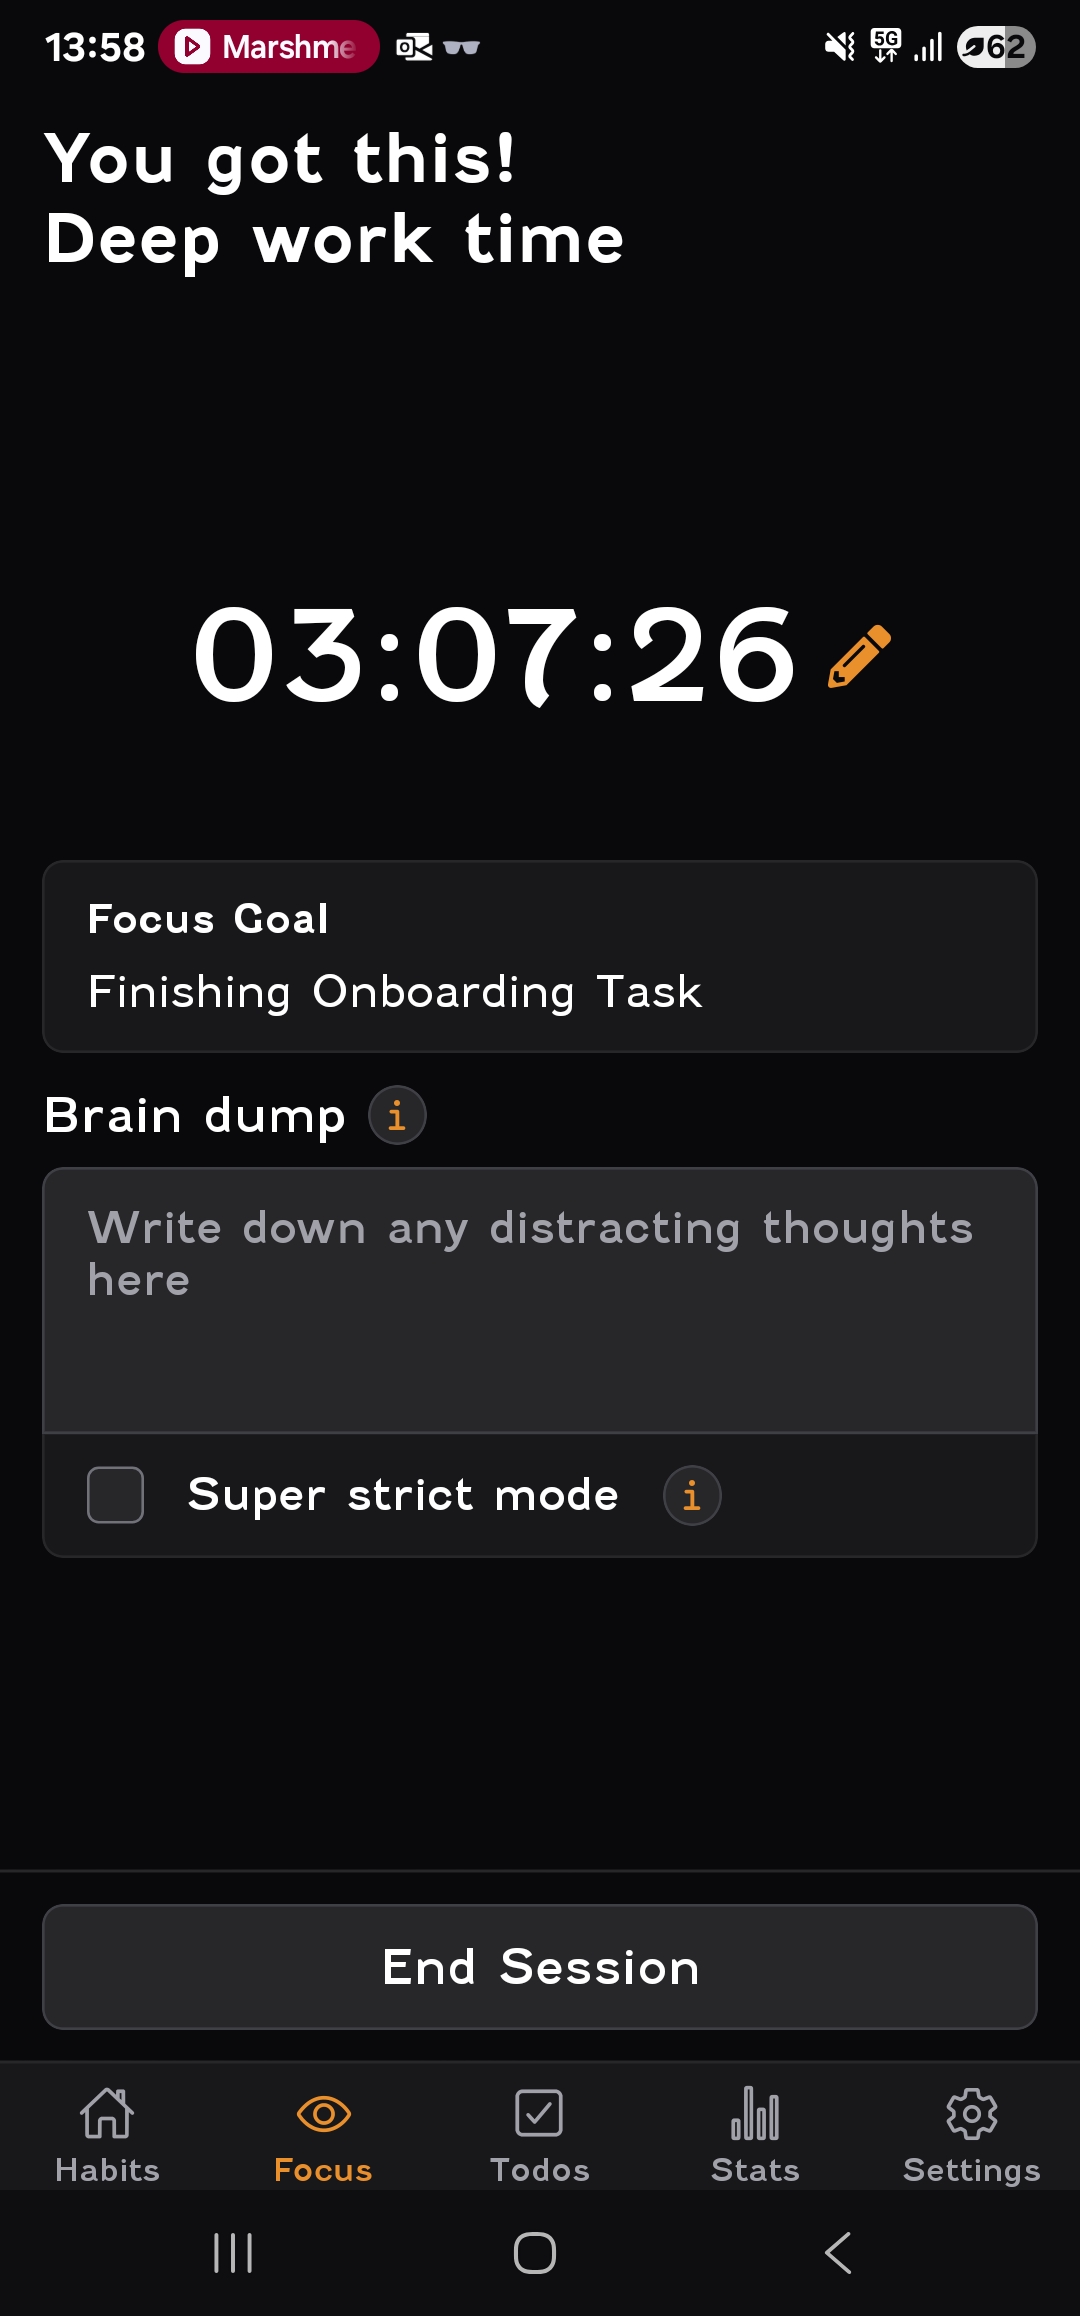 13:58 Marshme 5G 62
You got this!
Deep work time
03:07:26
Focus Goal
Finishing Onboarding Task
Brain dump i
Write down any distracting thoughts
here
Super strict mode i
End Session
Habits Focus Todos Stats Settings